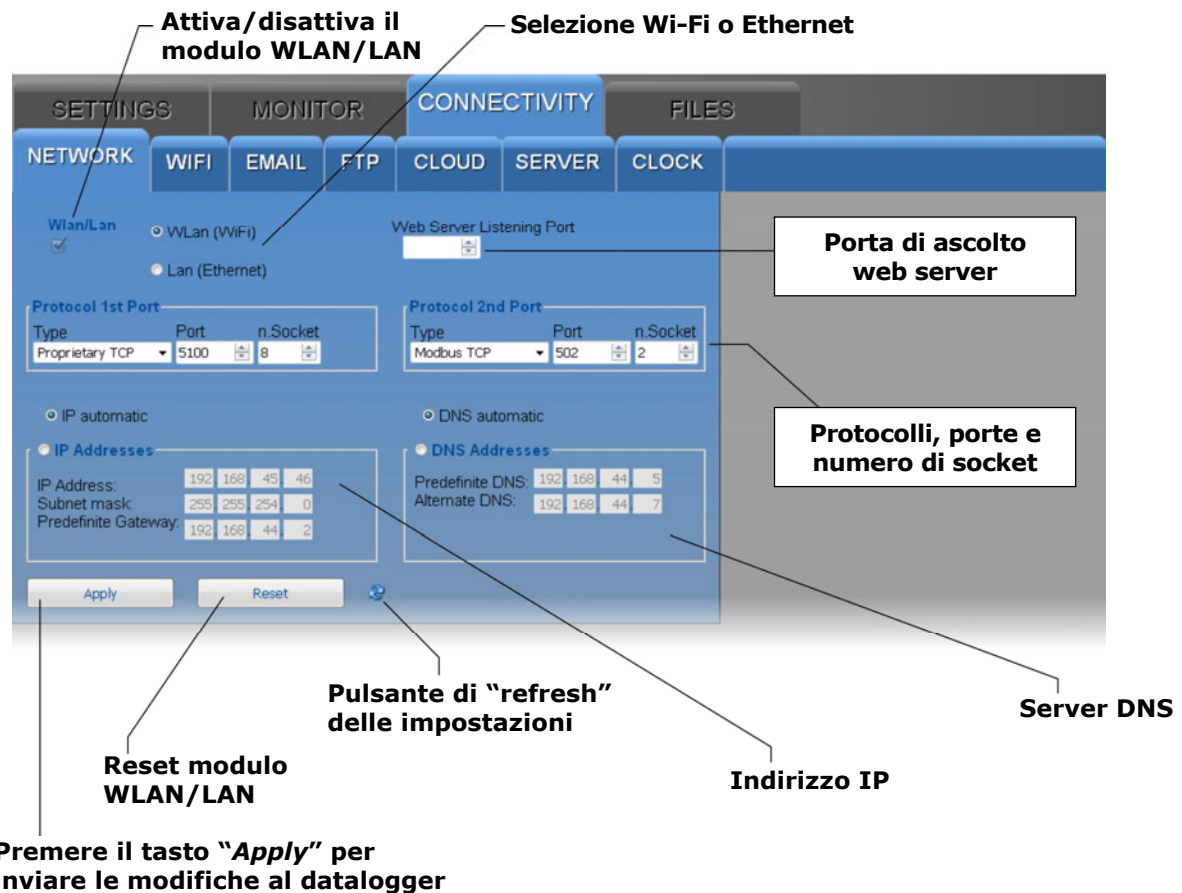 Attiva/disattiva il
modulo WLAN/LAN
Selezione Wi-Fi o Ethernet
SETTINGS MONITOR CONNECTIVITY FILES
NETWORK WIFI EMAIL FTP CLOUD SERVER CLOCK
Wlan/Lan
WLan (WiFi)
Lan (Ethernet)
Web Server Listening Port
Porta di ascolto
web server
Protocol 1st Port
Type Port n.Socket
Proprietary TCP 5100 8
Protocol 2nd Port
Type Port n.Socket
Modbus TCP 502 2
Protocolli, porte e
numero di socket
IP automatic
DNS automatic
IP Addresses
IP Address: 192. 168. 45. 46
Subnet mask: 255. 255. 254. 0
Predefinite Gateway: 192. 168. 44. 2
DNS Addresses
Predefinite DNS: 192. 168. 44. 5
Alternate DNS: 192. 168. 44. 7
Apply Reset
Pulsante di “refresh”
delle impostazioni
Server DNS
Reset modulo
WLAN/LAN
Indirizzo IP
Premere il tasto “Apply” per
nviare le modifiche al datalogger